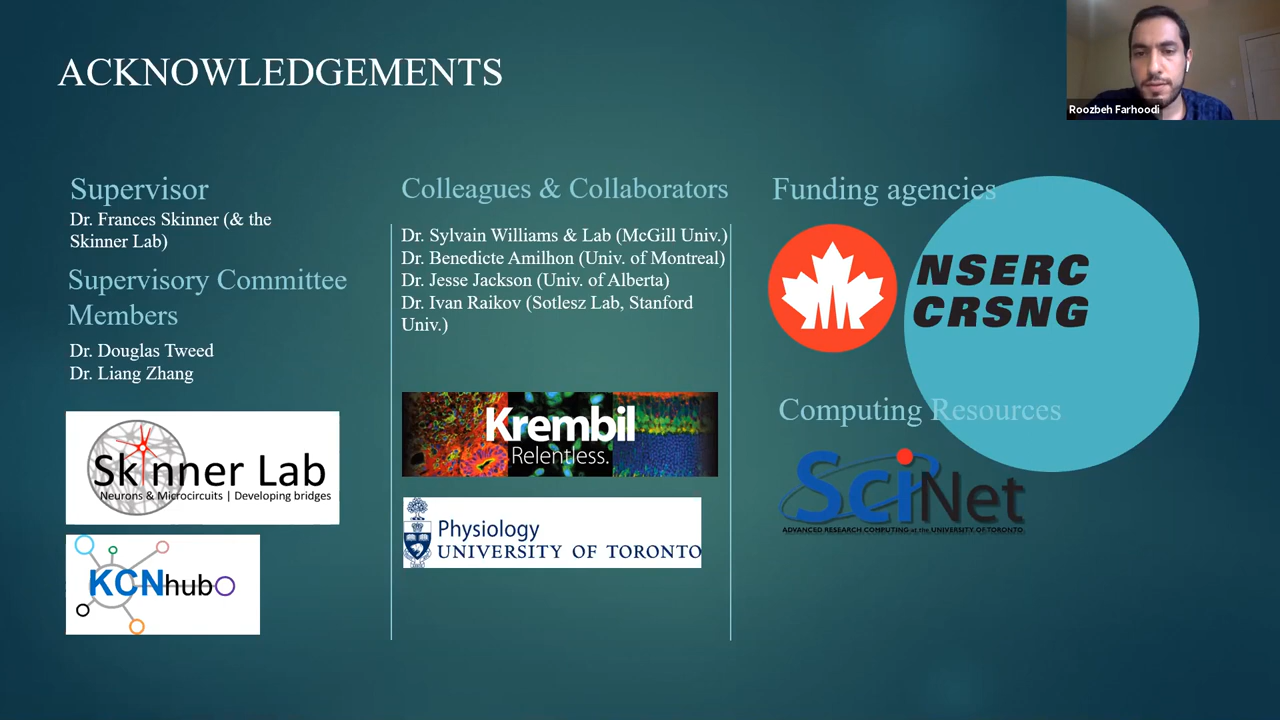 ACKNOWLEDGEMENTS
Roozbeh Farhoodi
Supervisor
Dr. Frances Skinner (& the
Skinner Lab)
Supervisory Committee
Members
Dr. Douglas Tweed
Dr. Liang Zhang
Skinner Lab
Neurons & Microcircuits | Developing bridges
KCNhub
Colleagues & Collaborators
Dr. Sylvain Williams & Lab (McGill Univ.)
Dr. Benedicte Amilhon (Univ. of Montreal)
Dr. Jesse Jackson (Univ. of Alberta)
Dr. Ivan Raikov (Sotlesz Lab, Stanford
Univ.)
Krembil
Relentless.
Physiology
UNIVERSITY OF TORONTO
Funding agencies
NSERC
CRSNG
Computing Resources
SciNet
ADVANCED RESEARCH COMPUTING at the UNIVERSITY OF TORONTO